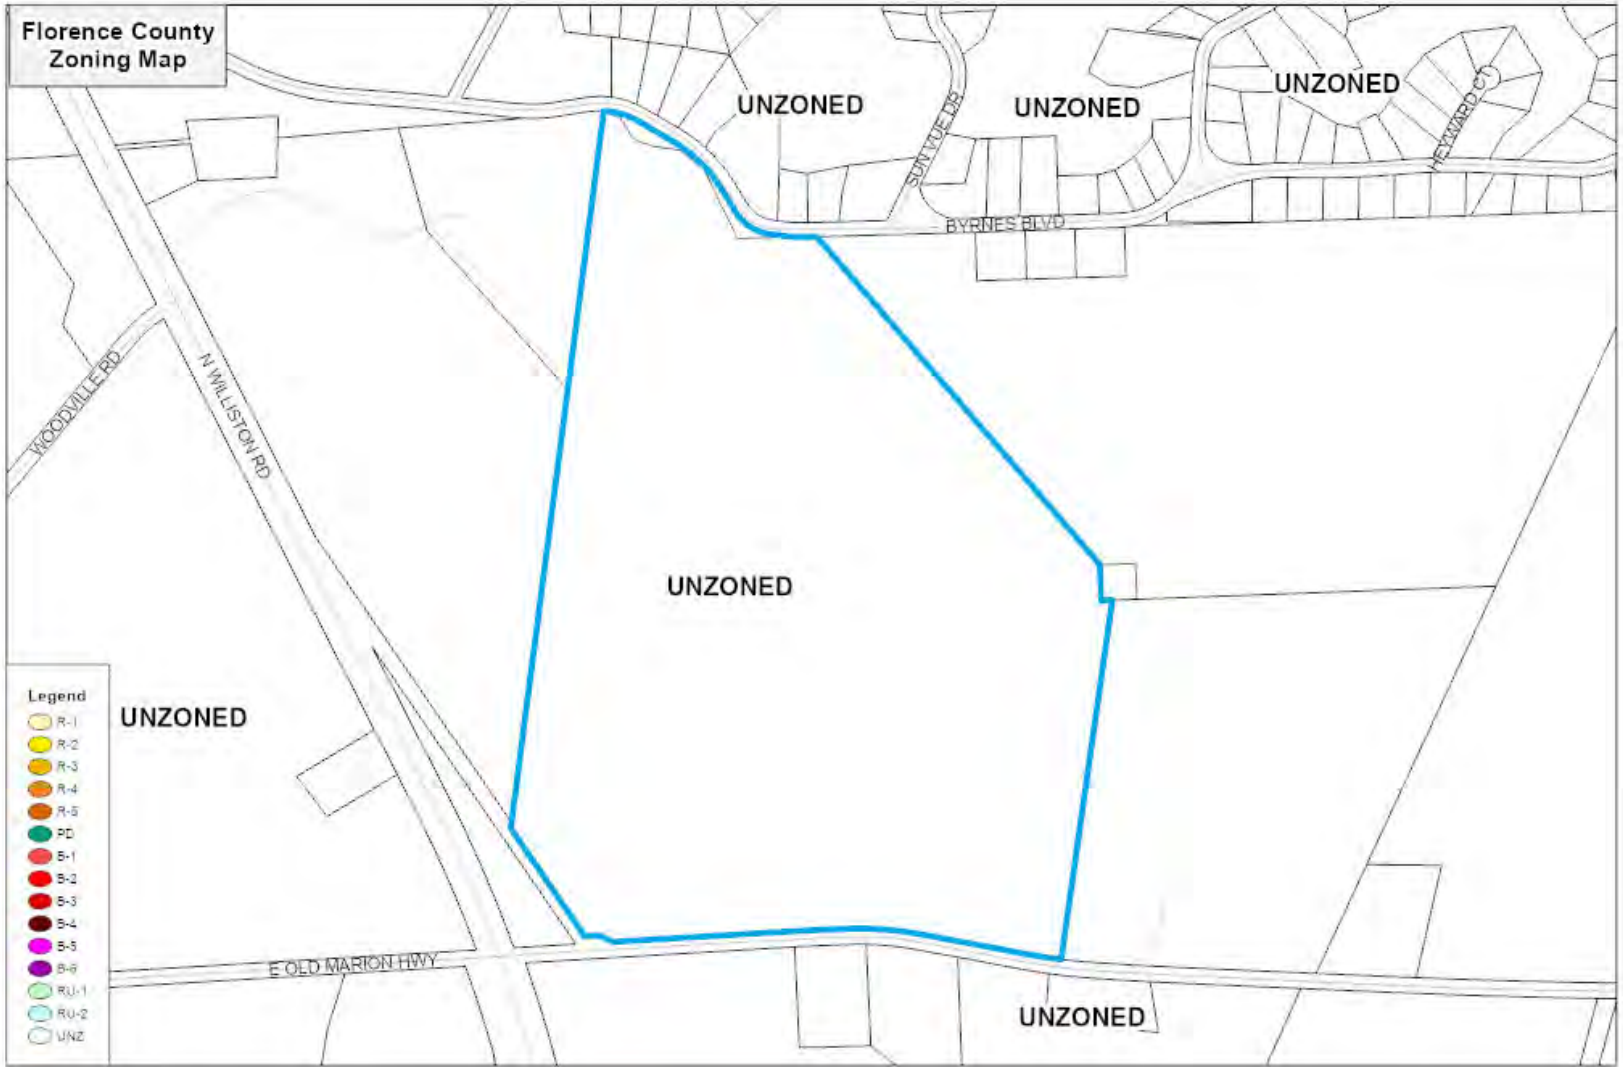 Florence County
Zoning Map
UNZONED
UNZONED
UNZONED
HEYWARD CT
SUN VUE DR
BYRNES BLVD
WOODVILLE RD
N WILLISTON RD
UNZONED
UNZONED
E OLD MARION HWY
UNZONED
Legend
R-1
R-2
R-3
R-4
R-5
PD
B-1
B-2
B-3
B-4
B-5
B-6
RU-1
RU-2
UNZ